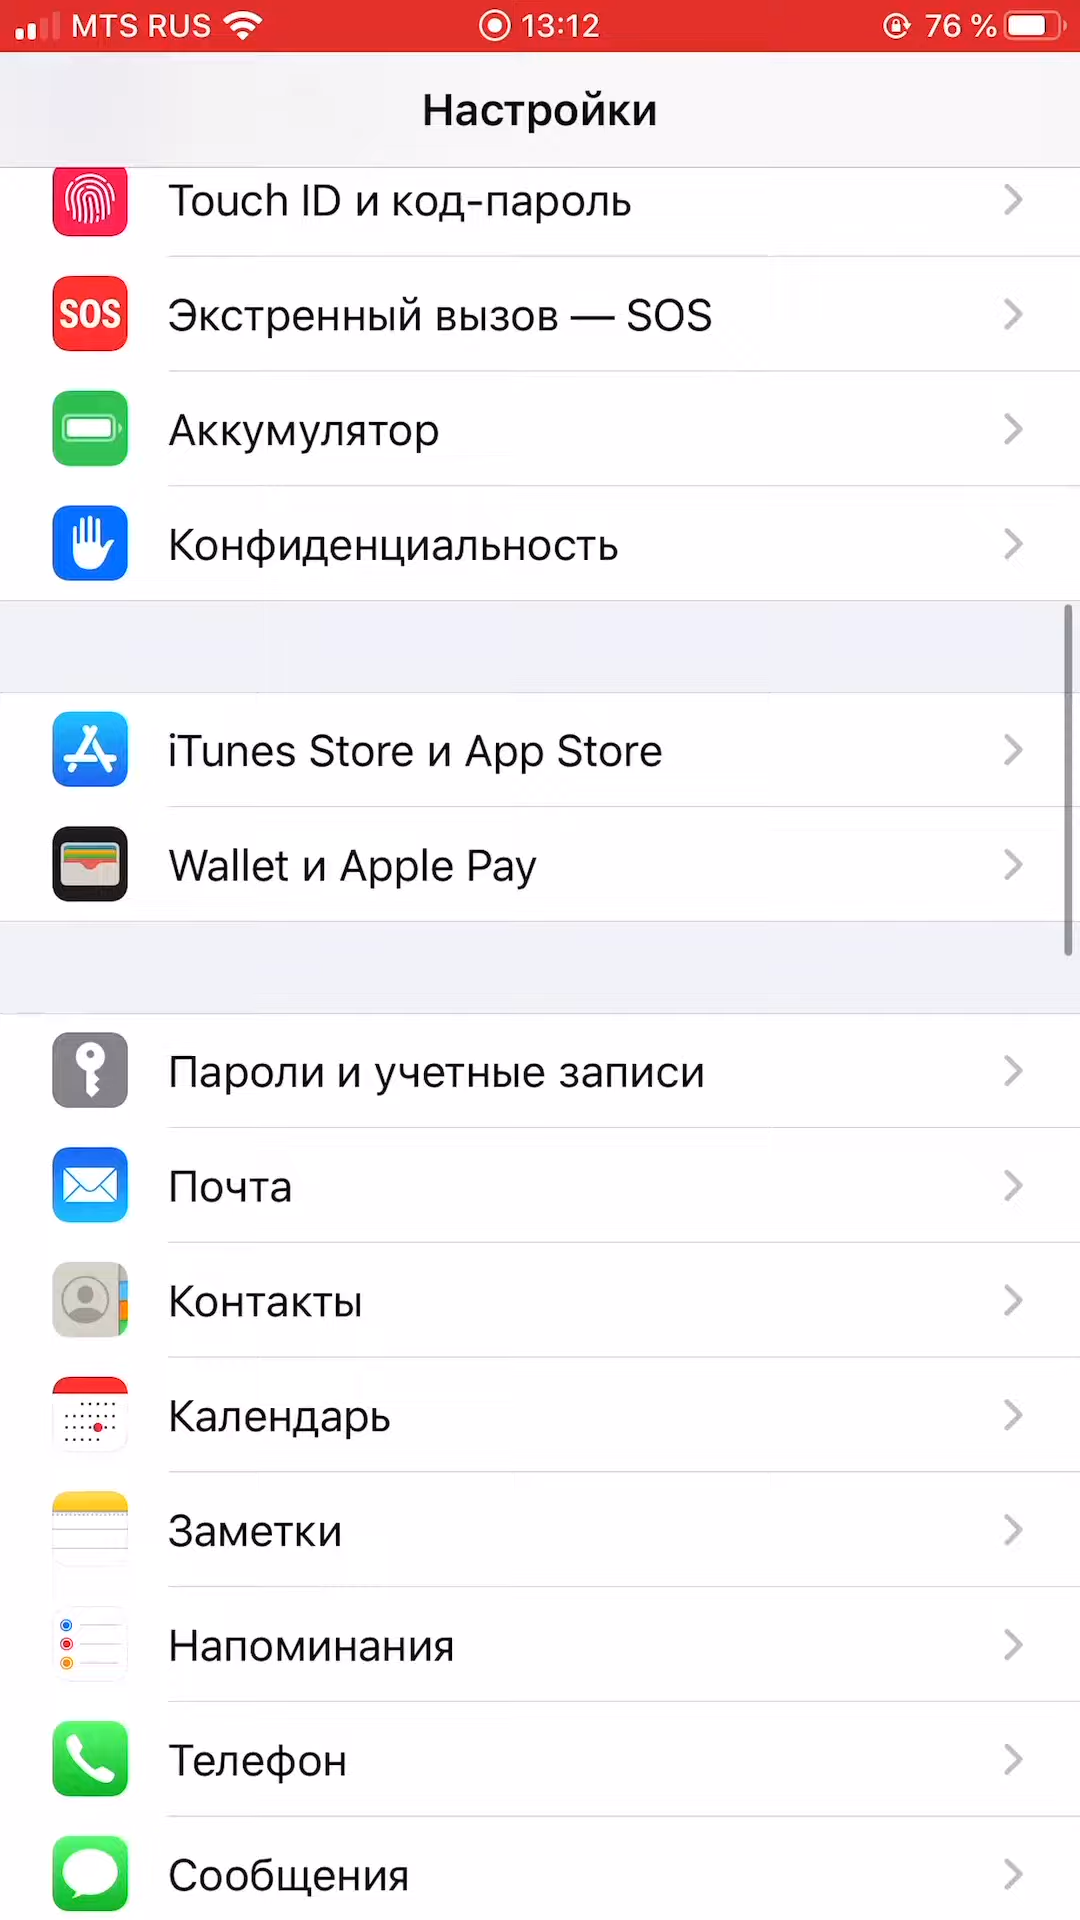 MTS RUS 13:12 76 %
Настройки
Touch ID и код-пароль
SOS Экстренный вызов — SOS
Аккумулятор
Конфиденциальность
iTunes Store и App Store
Wallet и Apple Pay
Пароли и учетные записи
Почта
Контакты
Календарь
Заметки
Напоминания
Телефон
Сообщения